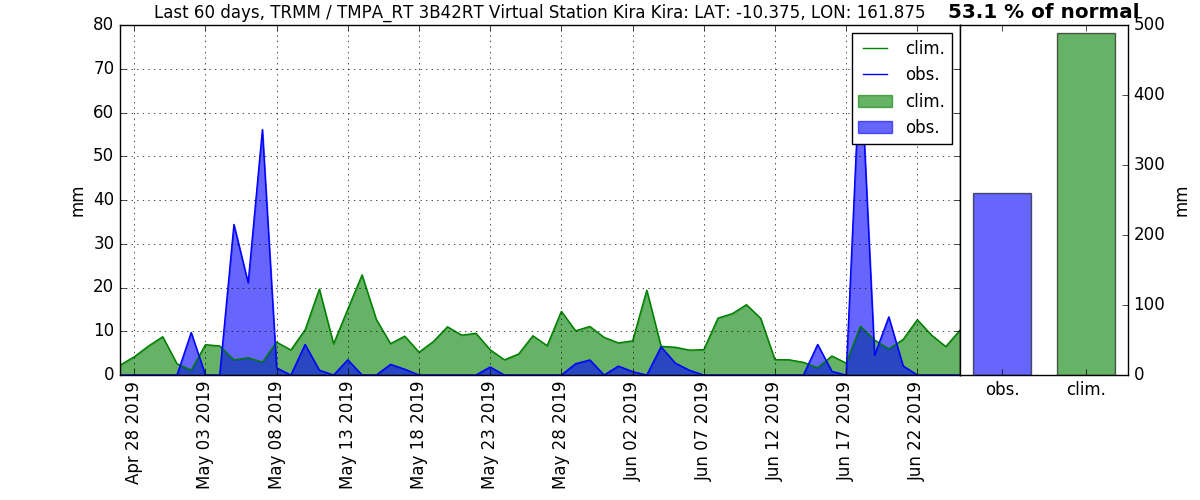 Last 60 days, TRMM / TMPA_RT 3B42RT Virtual Station Kira Kira: LAT: -10.375, LON: 161.875
53.1 % of normal
80
70
60
50
40
30
20
10
0
mm
clim.
obs.
clim.
obs.
500
400
300
200
100
0
mm
Apr 28 2019
May 03 2019
May 08 2019
May 13 2019
May 18 2019
May 23 2019
May 28 2019
Jun 02 2019
Jun 07 2019
Jun 12 2019
Jun 17 2019
Jun 22 2019
obs.
clim.